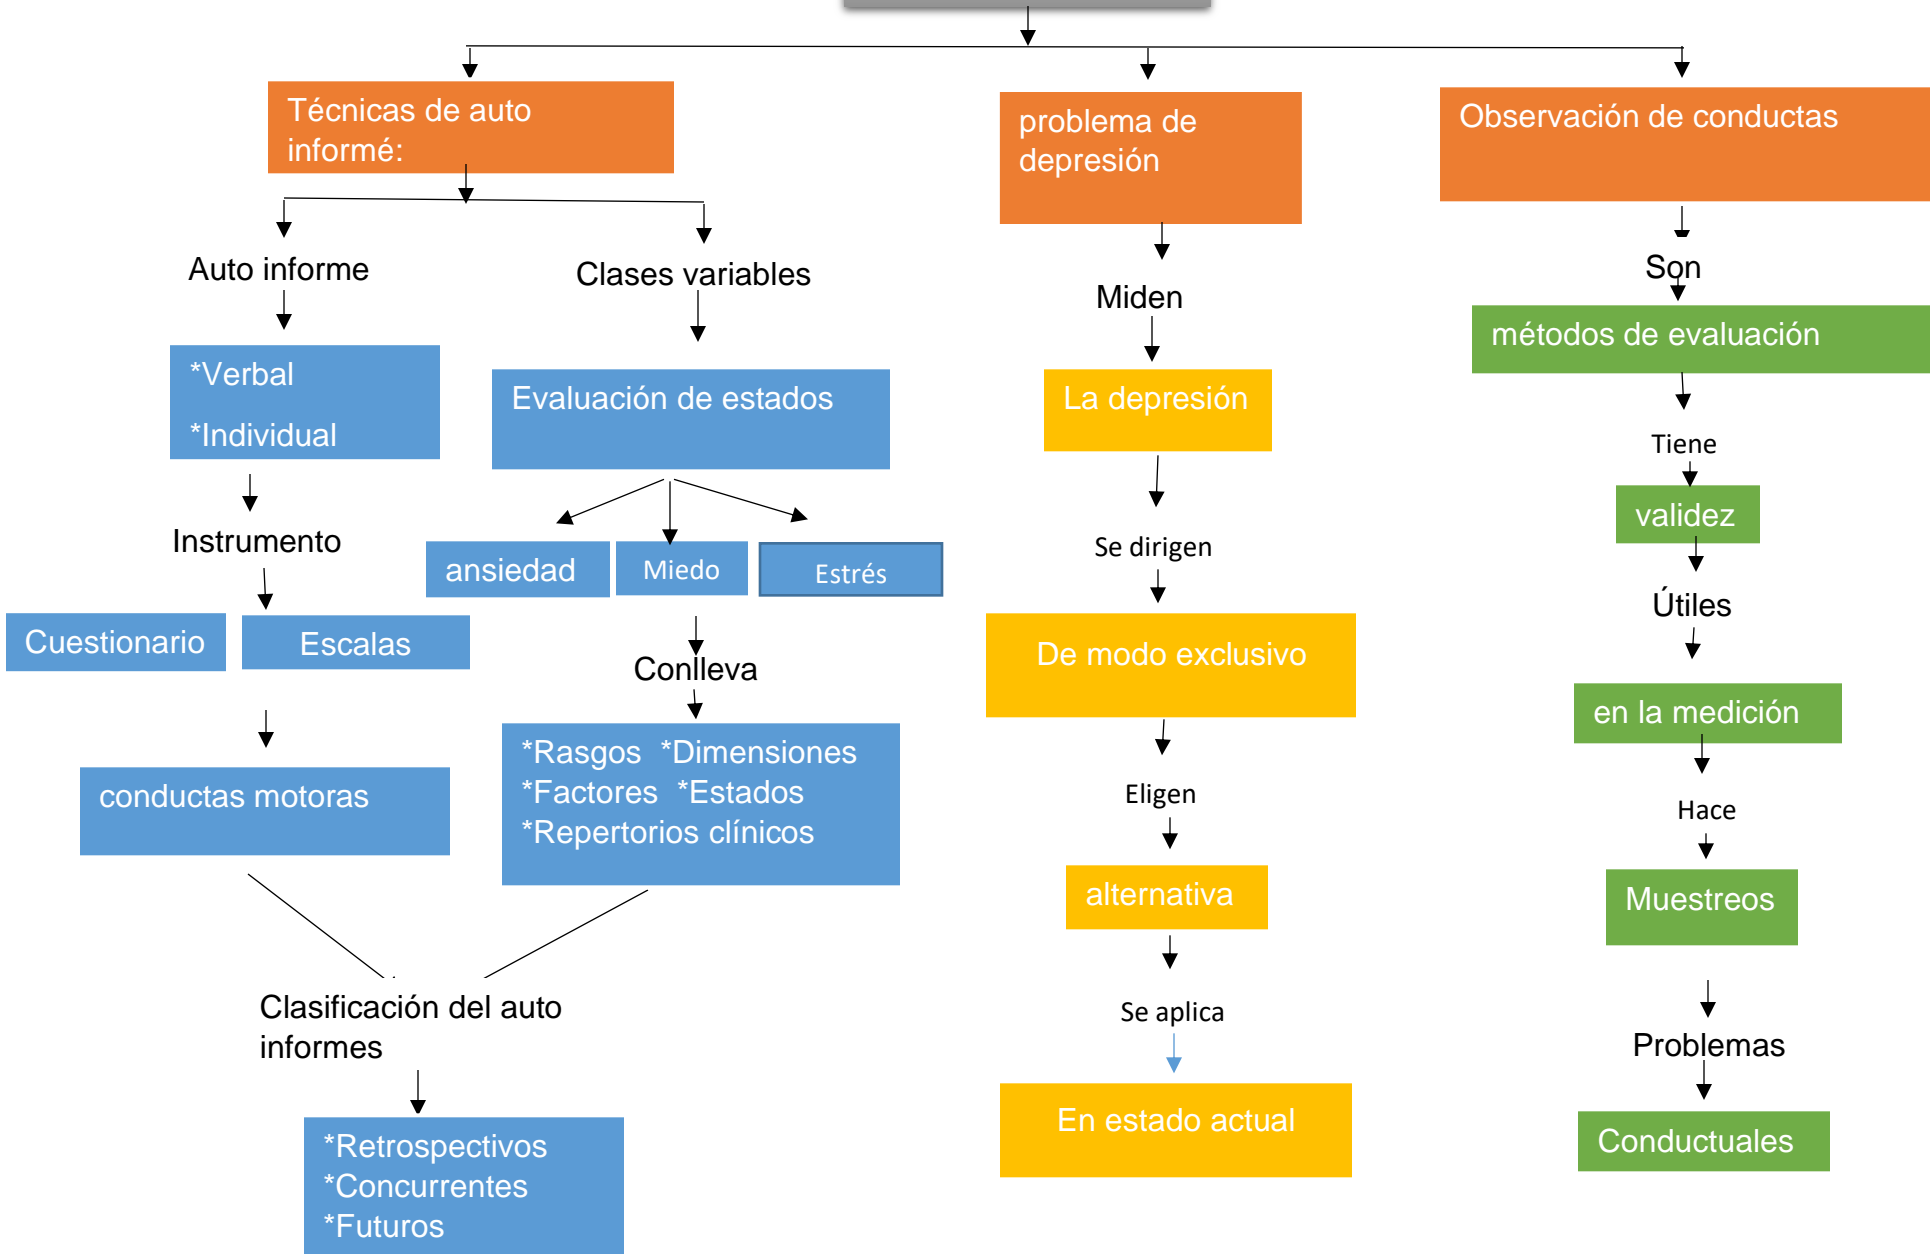 Técnicas de auto
informé:
problema de
depresión
Observación de conductas
Auto informe
Clases variables
Miden
Son
*Verbal
*Individual
Evaluación de estados
La depresión
métodos de evaluación
Tiene
Instrumento
ansiedad
Miedo
Estrés
Se dirigen
validez
Útiles
Cuestionario
Escalas
Conlleva
De modo exclusivo
en la medición
conductas motoras
*Rasgos *Dimensiones
*Factores *Estados
*Repertorios clínicos
Eligen
Hace
alternativa
Muestreos
Clasificación del auto
informes
Se aplica
Problemas
*Retrospectivos
*Concurrentes
*Futuros
En estado actual
Conductuales